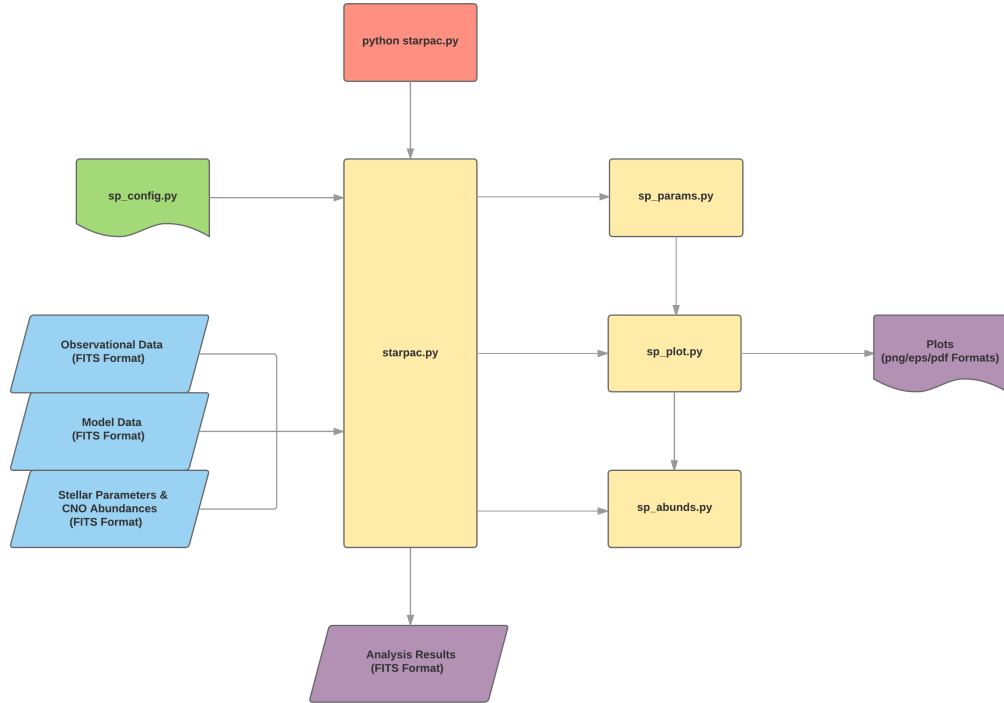 python starpac.py
sp_config.py
sp_params.py
Observational Data
(FITS Format)
starpac.py
sp_plot.py
Plots
(png/eps/pdf Formats)
Model Data
(FITS Format)
Stellar Parameters &
CNO Abundances
(FITS Format)
sp_abunds.py
Analysis Results
(FITS Format)